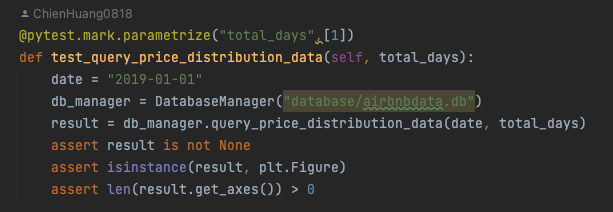 ChienHuang0818
@pytest.mark.parametrize("total_days",[1])
def test_query_price_distribution_data(self, total_days):
    date = "2019-01-01"
    db_manager = DatabaseManager("database/airbnbdata.db")
    result = db_manager.query_price_distribution_data(date, total_days)
    assert result is not None
    assert isinstance(result, plt.Figure)
    assert len(result.get_axes()) > 0